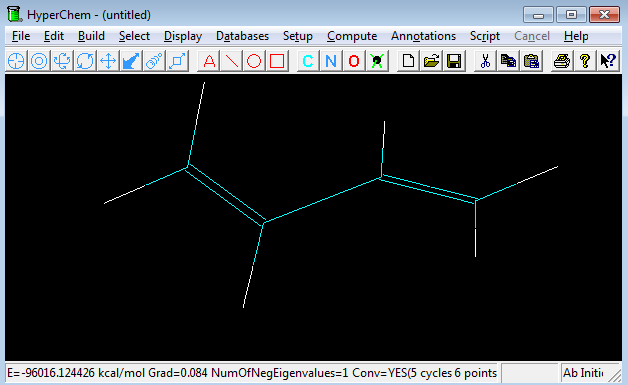 HyperChem - (untitled)
File Edit Build Select Display Databases Setup Compute Annotations Script Cancel Help
A C N O ?
E=-96016.124426 kcal/mol Grad=0.084 NumOfNegEigenvalues=1 Conv=YES(5 cycles 6 points Ab Initi